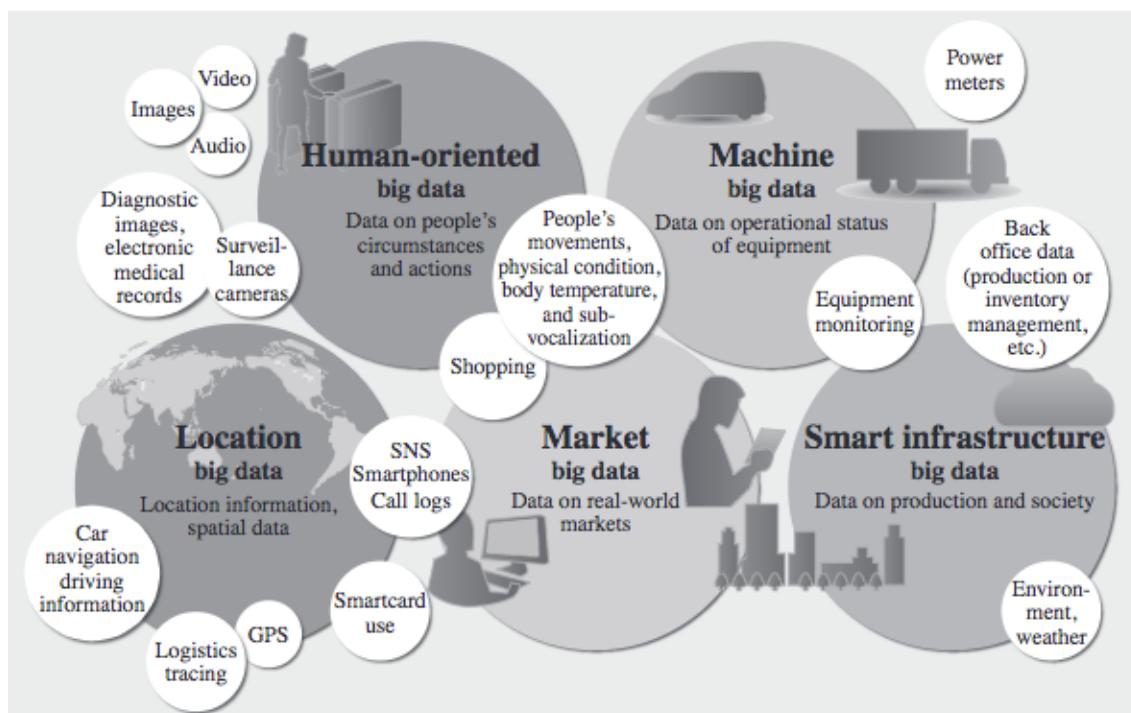 Video
Images
Audio
Diagnostic
images,
electronic
medical
records
Surveil-
lance
cameras
Human-oriented
big data
Data on people's
circumstances
and actions
People's
movements,
physical condition,
body temperature,
and sub-
vocalization
Shopping
Machine
big data
Data on operational status
of equipment
Power
meters
Equipment
monitoring
Back
office data
(production or
inventory
management,
etc.)
Location
big data
Location information,
spatial data
SNS
Smartphones
Call logs
Car
navigation
driving
information
Logistics
tracing
GPS
Smartcard
use
Market
big data
Data on real-world
markets
Smart infrastructure
big data
Data on production and society
Environ-
ment,
weather